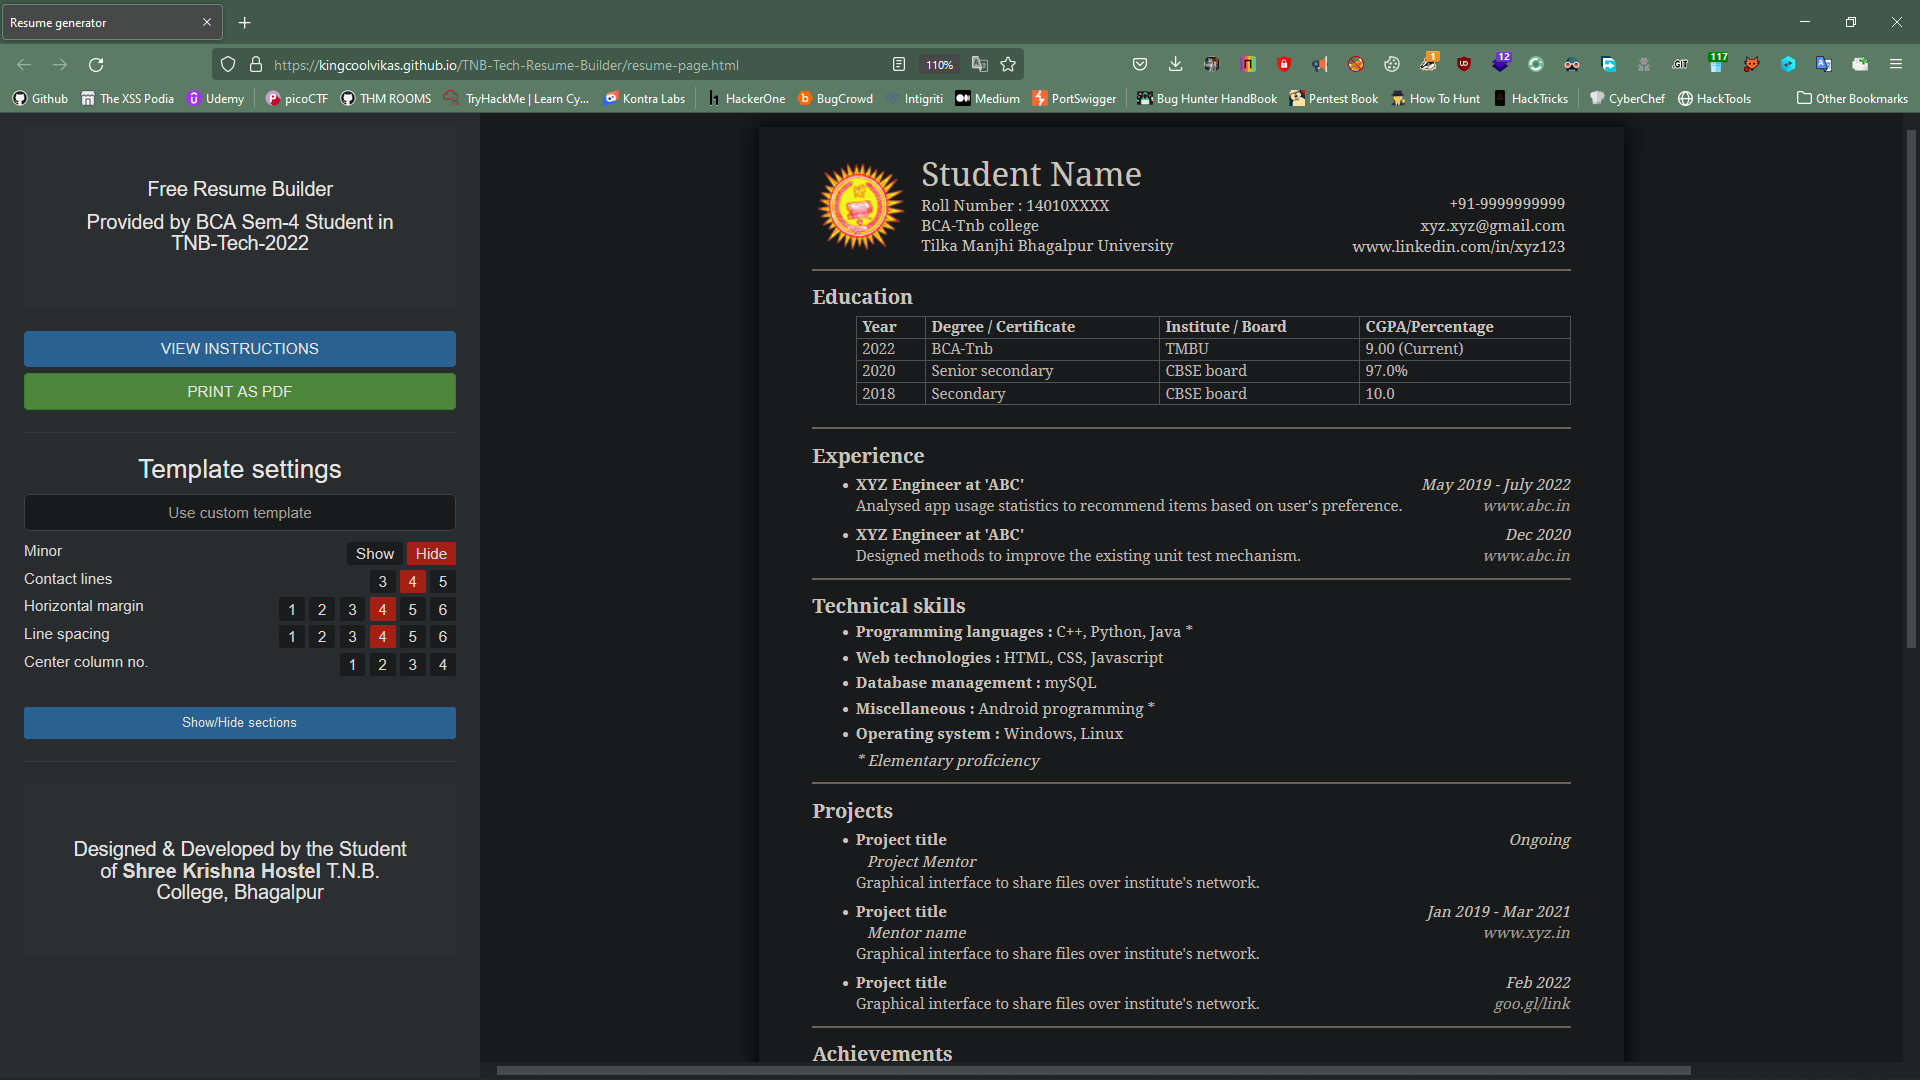 Resume generator
https://kingcoolvikas.github.io/TNB-Tech-Resume-Builder/resume-page.html
110%
1
12
.GIT
117
Github
The XSS Podia
Udemy
picoCTF
THM ROOMS
TryHackMe | Learn Cy...
Kontra Labs
HackerOne
BugCrowd
Intigriti
Medium
PortSwigger
Bug Hunter HandBook
Pentest Book
How To Hunt
HackTricks
CyberChef
HackTools
Other Bookmarks
Free Resume Builder
Provided by BCA Sem-4 Student in
TNB-Tech-2022
VIEW INSTRUCTIONS
PRINT AS PDF
Template settings
Use custom template
Minor Show Hide
Contact lines 3 4 5
Horizontal margin 1 2 3 4 5 6
Line spacing 1 2 3 4 5 6
Center column no. 1 2 3 4
Show/Hide sections
Designed & Developed by the Student
of Shree Krishna Hostel T.N.B.
College, Bhagalpur
Student Name
Roll Number : 14010XXXX
BCA-Tnb college
Tilka Manjhi Bhagalpur University
+91-9999999999
xyz.xyz@gmail.com
www.linkedin.com/in/xyz123
Education
Year Degree / Certificate Institute / Board CGPA/Percentage
2022 BCA-Tnb TMBU 9.00 (Current)
2020 Senior secondary CBSE board 97.0%
2018 Secondary CBSE board 10.0
Experience
• XYZ Engineer at 'ABC' May 2019 - July 2022
Analysed app usage statistics to recommend items based on user's preference. www.abc.in
• XYZ Engineer at 'ABC' Dec 2020
Designed methods to improve the existing unit test mechanism. www.abc.in
Technical skills
• Programming languages : C++, Python, Java *
• Web technologies : HTML, CSS, Javascript
• Database management : mySQL
• Miscellaneous : Android programming *
• Operating system : Windows, Linux
* Elementary proficiency
Projects
• Project title Ongoing
Project Mentor
Graphical interface to share files over institute's network.
• Project title Jan 2019 - Mar 2021
Mentor name www.xyz.in
Graphical interface to share files over institute's network.
• Project title Feb 2022
Graphical interface to share files over institute's network. goo.gl/link
Achievements